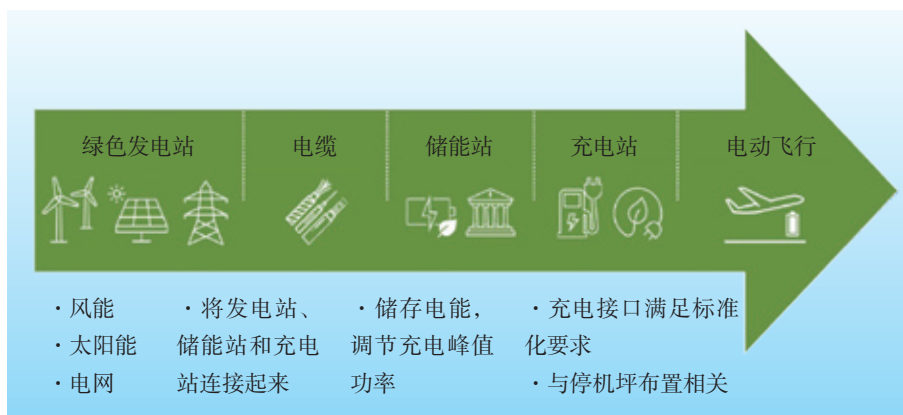 绿色发电站
电缆
储能站
充电站
电动飞行
·风能
·太阳能
·电网
·将发电站、
储能站和充电
站连接起来
·储存电能，
调节充电峰值
功率
·充电接口满足标准
化要求
·与停机坪布置相关